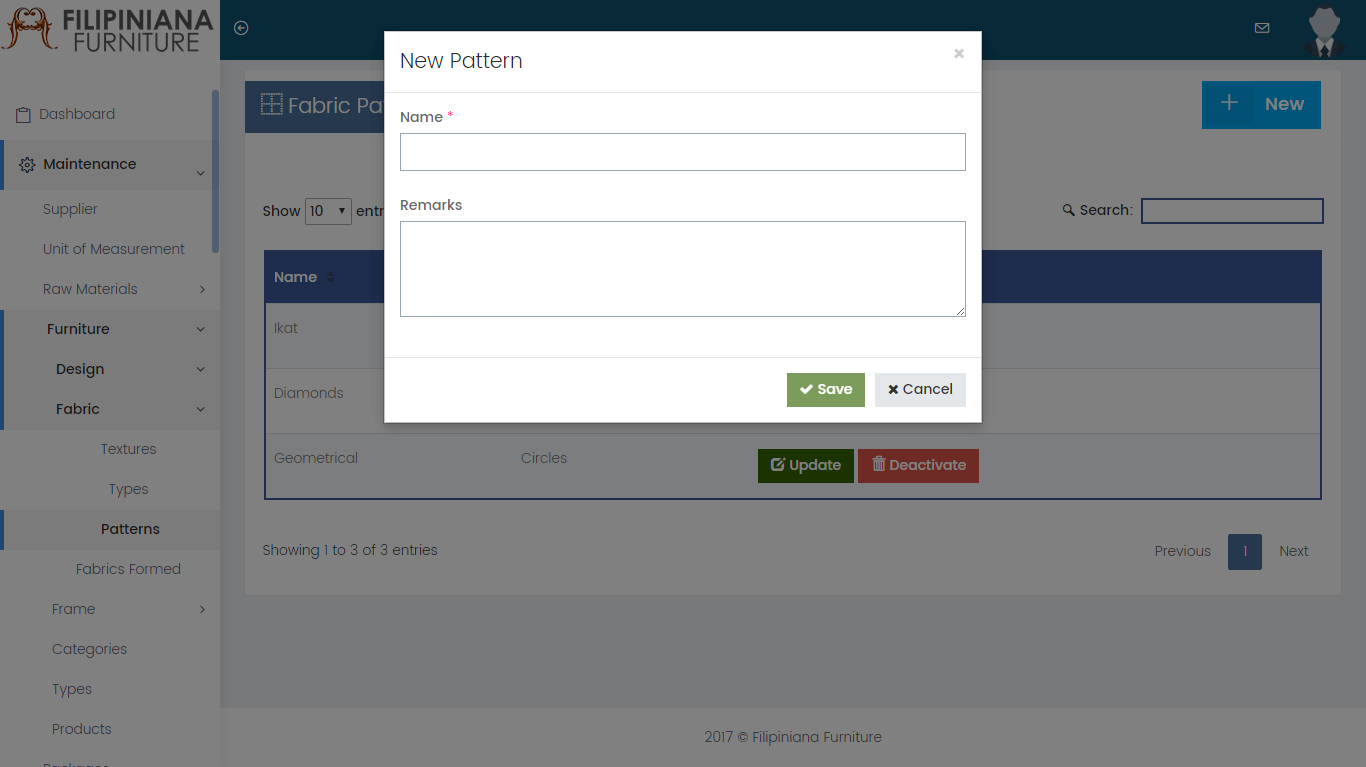 FILIPINIANA
FURNITURE
Dashboard
Maintenance
Supplier
Unit of Measurement
Raw Materials
Furniture
Design
Fabric
Textures
Types
Patterns
Fabrics Formed
Frame
Categories
Types
Products
Packages
New Pattern
×
Name *
Remarks
Save
Cancel
Fabric Pa
New
Show 10 entr
Search:
Name
Ikat
Diamonds
Geometrical Circles Update Deactivate
Showing 1 to 3 of 3 entries
Previous 1 Next
2017 © Filipiniana Furniture